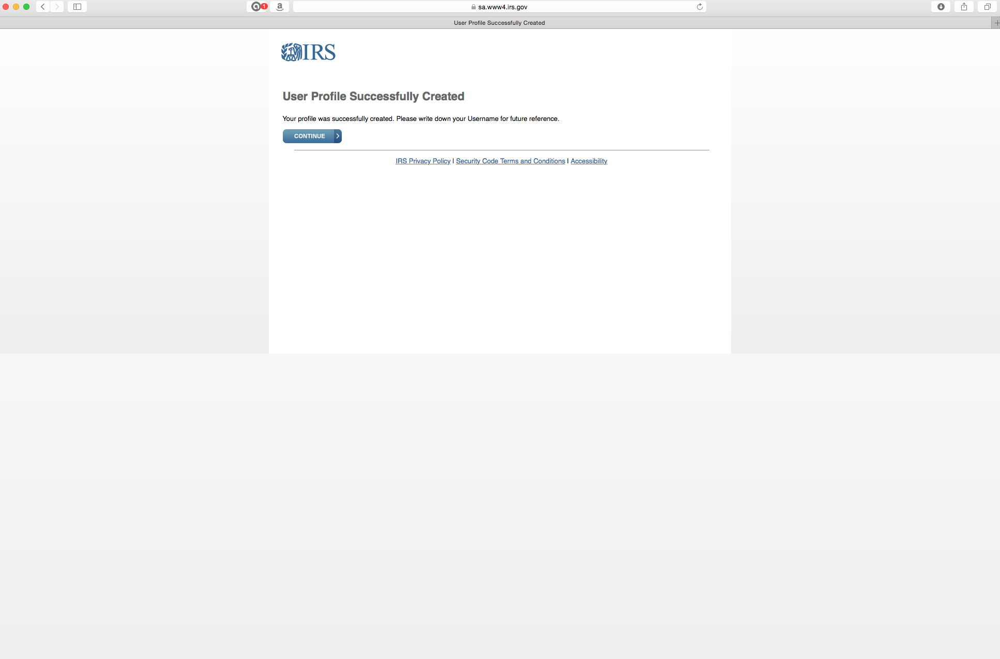 1
a
sa.www4.irs.gov
User Profile Successfully Created
IRS
User Profile Successfully Created
Your profile was successfully created. Please write down your Username for future reference.
CONTINUE
IRS Privacy Policy | Security Code Terms and Conditions | Accessibility